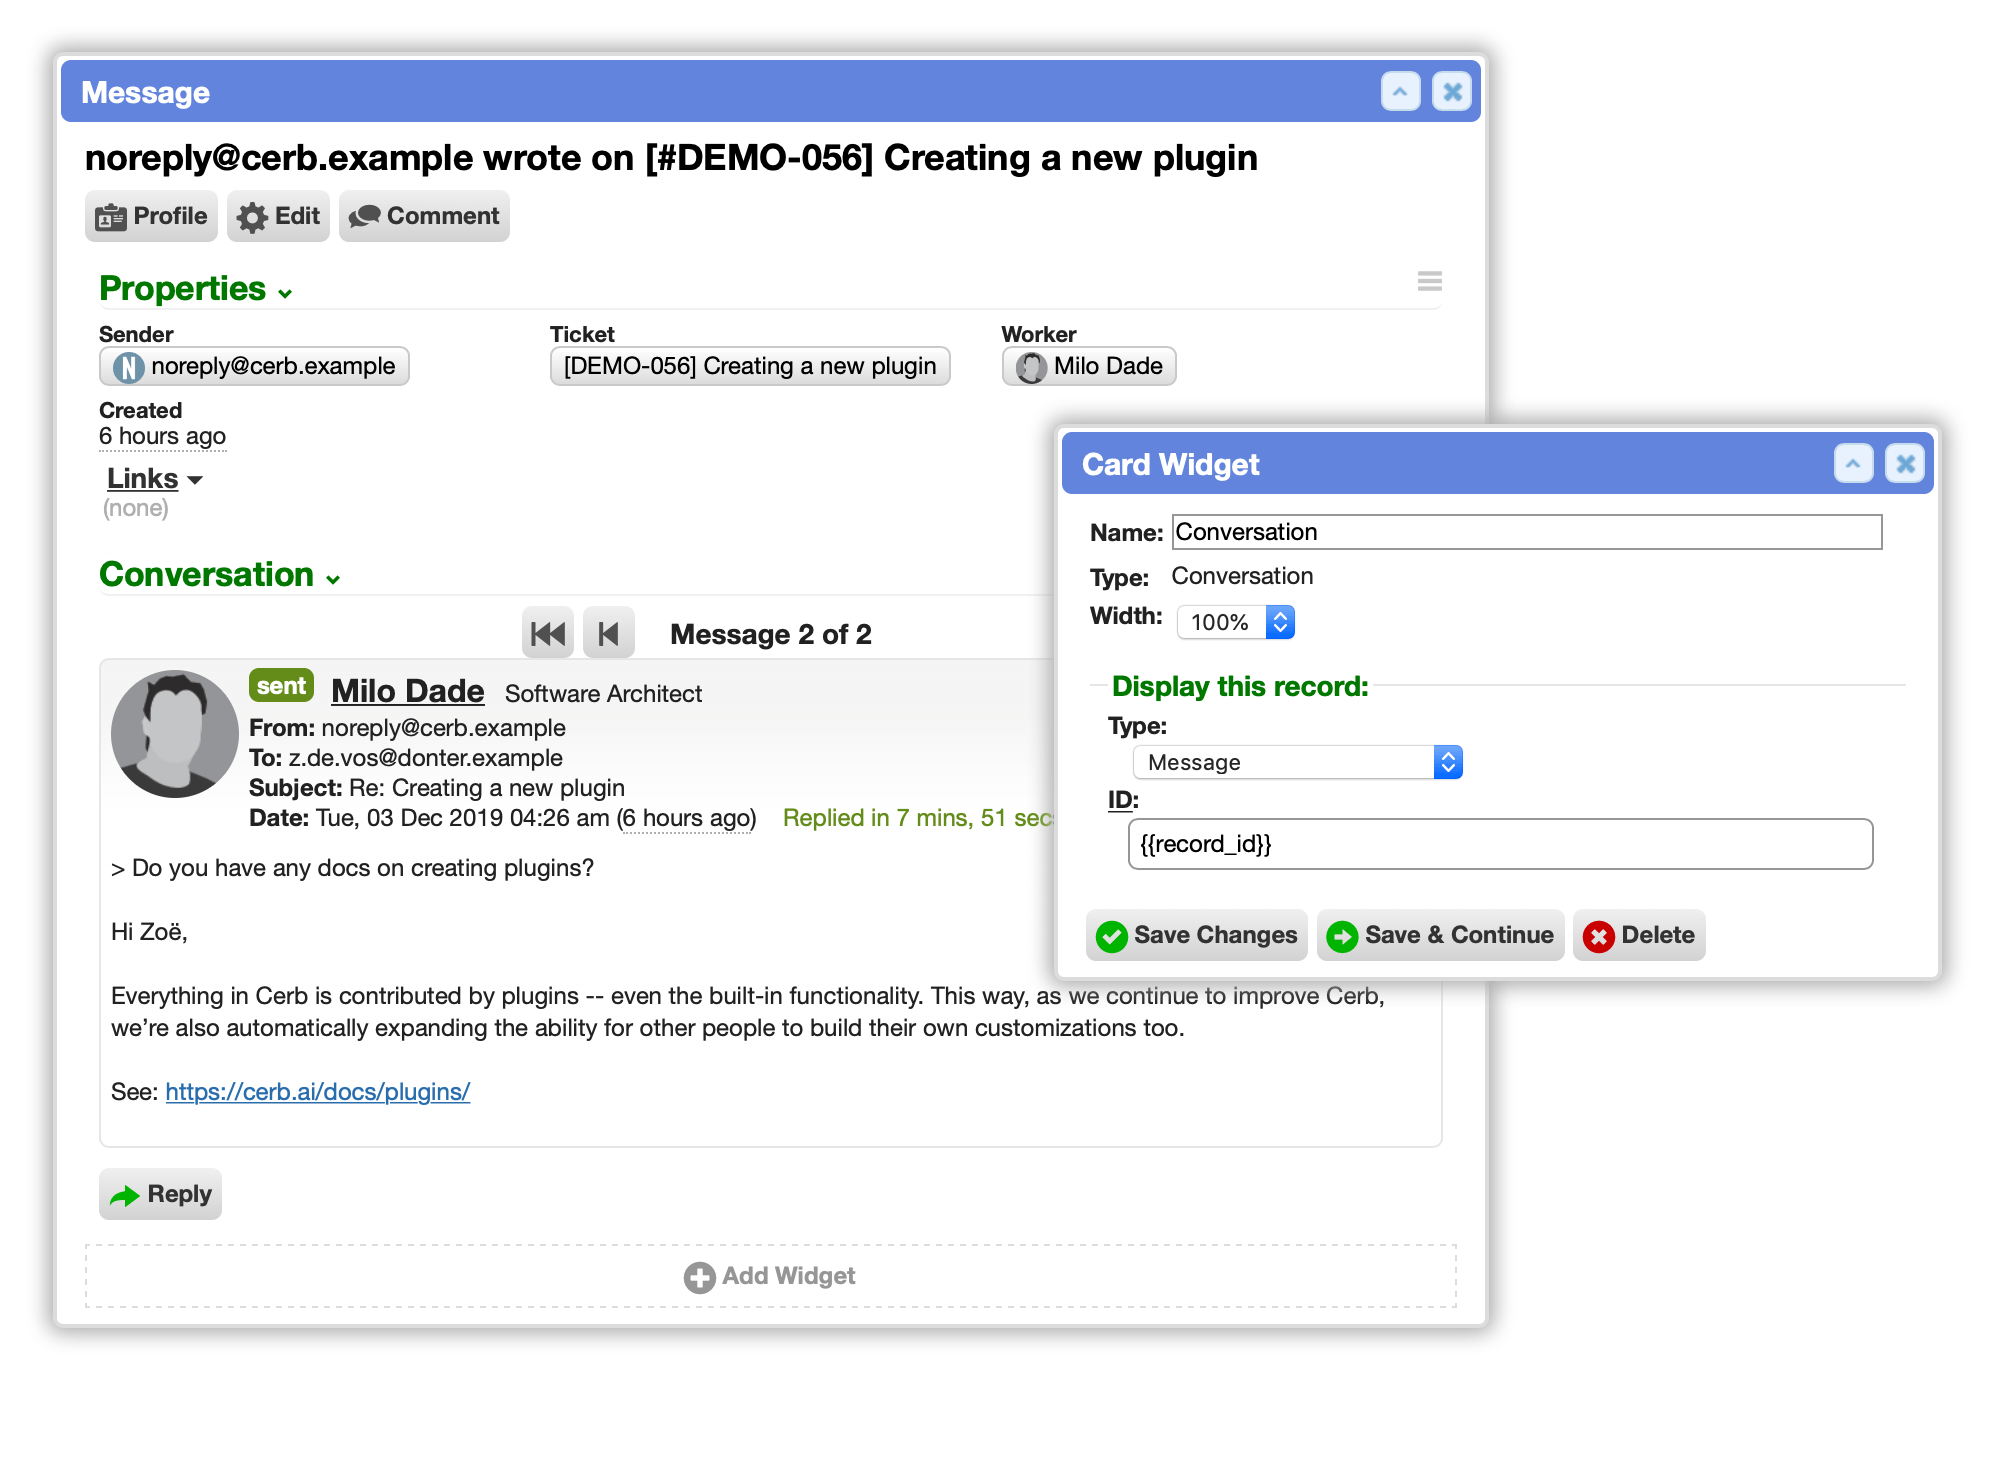 Message
noreply@cerb.example wrote on [#DEMO-056] Creating a new plugin
Profile Edit Comment
Properties
Sender Ticket Worker
N noreply@cerb.example [DEMO-056] Creating a new plugin Milo Dade
Created
6 hours ago
Links
(none)
Conversation
Message 2 of 2
sent Milo Dade Software Architect
From: noreply@cerb.example
To: z.de.vos@donter.example
Subject: Re: Creating a new plugin
Date: Tue, 03 Dec 2019 04:26 am (6 hours ago) Replied in 7 mins, 51 secs
> Do you have any docs on creating plugins?
Hi Zoë,
Everything in Cerb is contributed by plugins -- even the built-in functionality. This way, as we continue to improve Cerb,
we’re also automatically expanding the ability for other people to build their own customizations too.
See: https://cerb.ai/docs/plugins/
Reply
Add Widget
Card Widget
Name: Conversation
Type: Conversation
Width: 100%
Display this record:
Type:
Message
ID:
{{record_id}}
Save Changes Save & Continue Delete